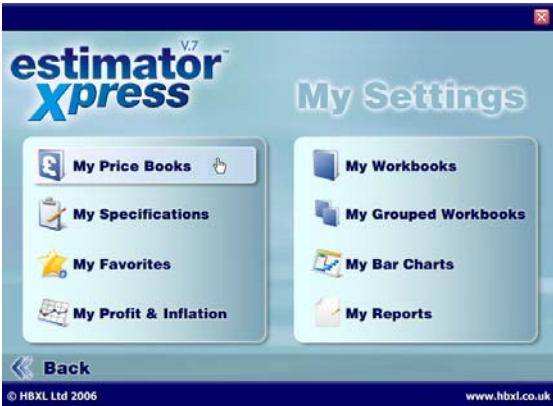 V.7
estimator™
xpress
My Settings
My Price Books
My Specifications
My Favorites
My Profit & Inflation
My Workbooks
My Grouped Workbooks
My Bar Charts
My Reports
Back
© HBXL Ltd 2006
www.hbxl.co.uk